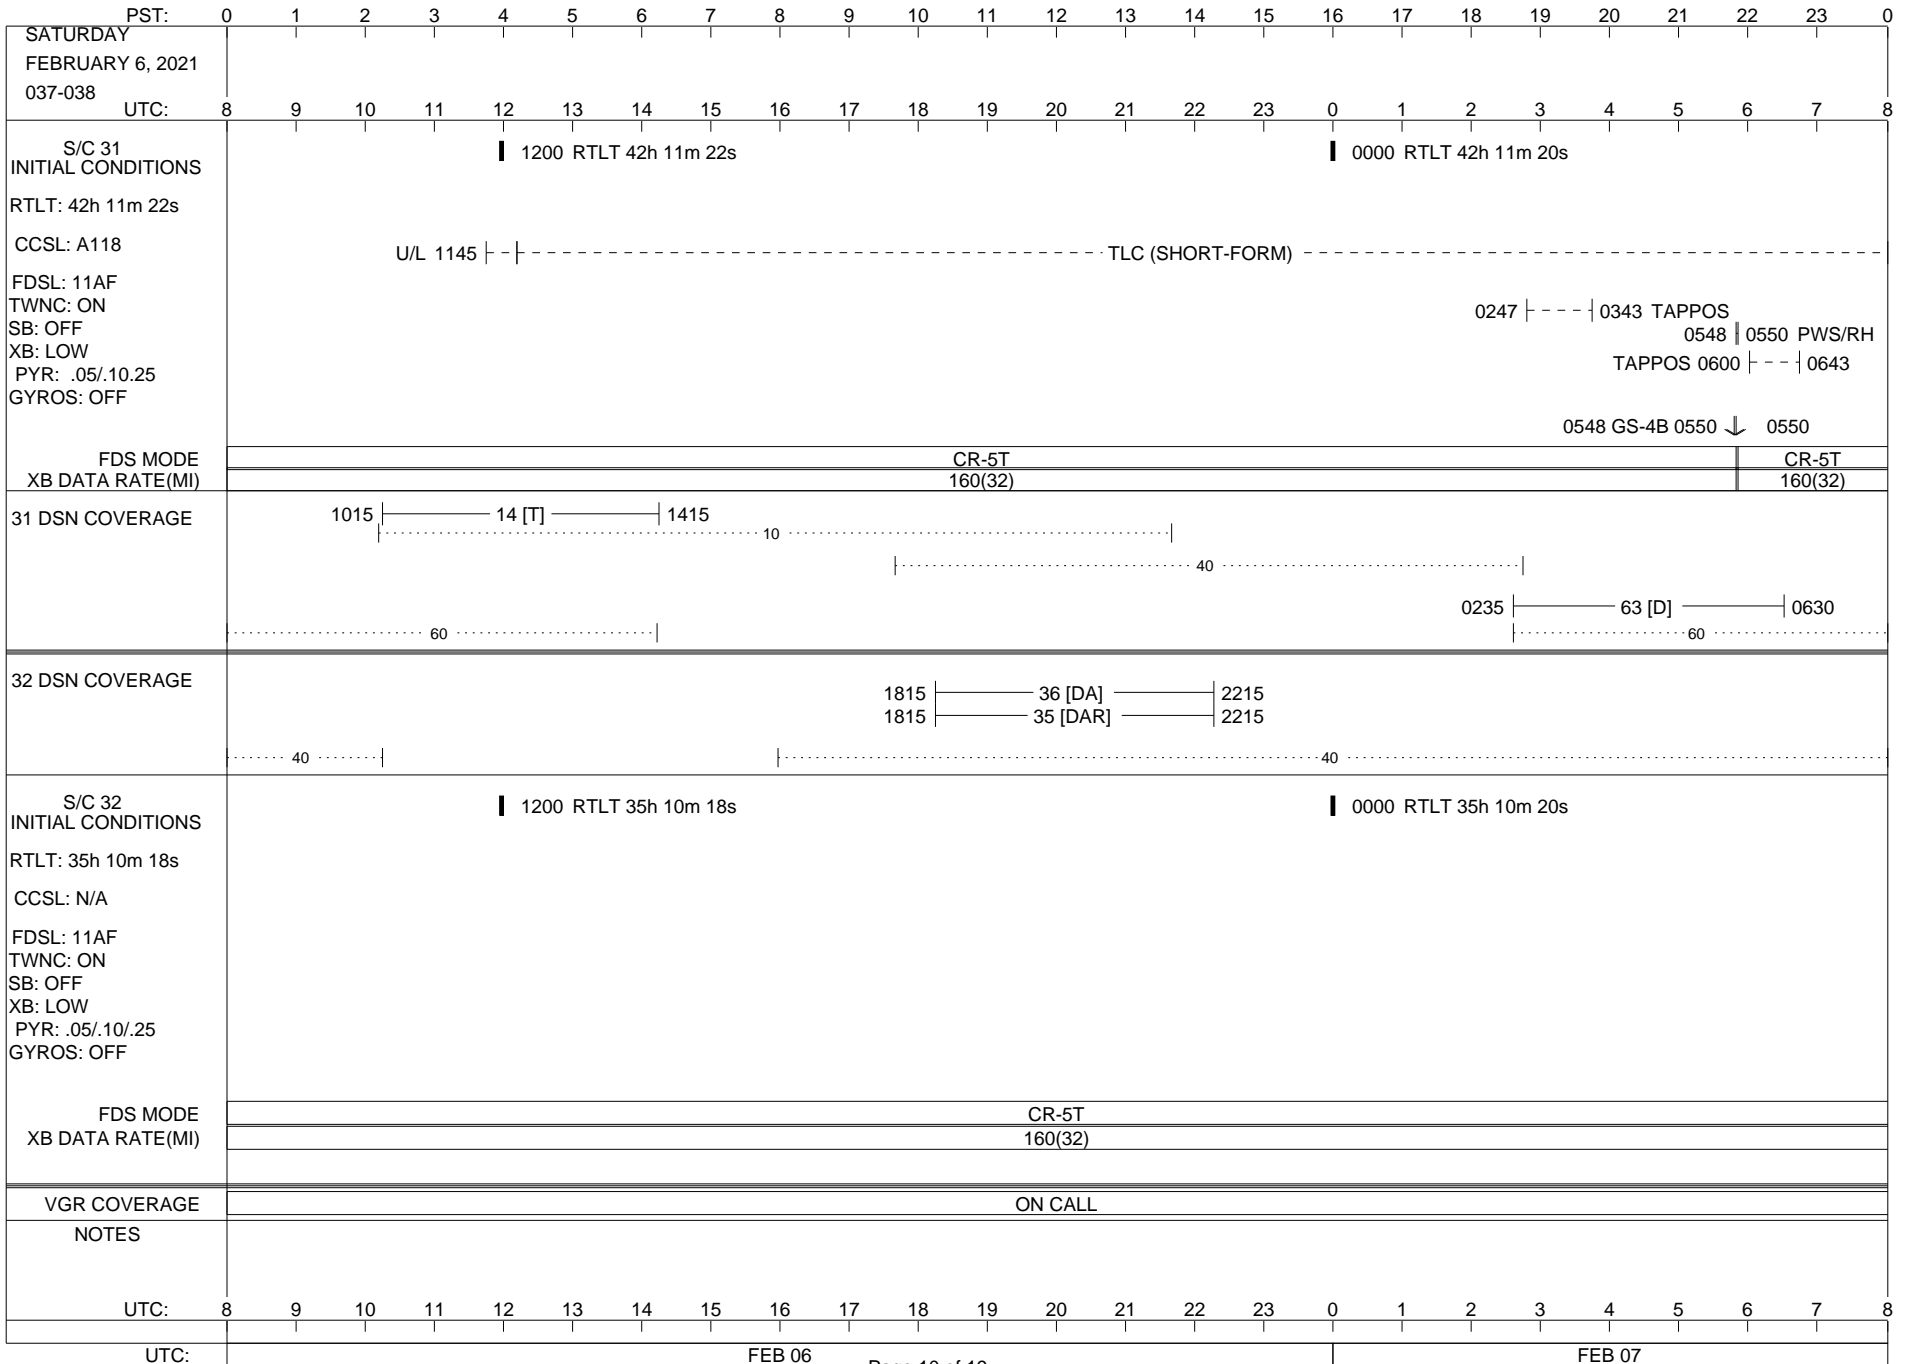 PST: 0 1 2 3 4 5 6 7 8 9 10 11 12 13 14 15 16 17 18 19 20 21 22 23 0
SATURDAY
FEBRUARY 6, 2021
037-038
UTC: 8 9 10 11 12 13 14 15 16 17 18 19 20 21 22 23 0 1 2 3 4 5 6 7 8
S/C 31
INITIAL CONDITIONS
1200 RTLT 42h 11m 22s
0000 RTLT 42h 11m 20s
RTLT: 42h 11m 22s
CCSL: A118
U/L 1145
TLC (SHORT-FORM)
FDSL: 11AF
TWNC: ON
0247 0343 TAPPOS
SB: OFF
0548 0550 PWS/RH
XB: LOW
TAPPOS 0600 0643
PYR: .05/.10.25
GYROS: OFF
0548 GS-4B 0550 0550
FDS MODE CR-5T CR-5T
XB DATA RATE(MI) 160(32) 160(32)
31 DSN COVERAGE
1015 14 [T] 1415
10
40
0235 63 [D] 0630
60 60
32 DSN COVERAGE
1815 36 [DA] 2215
1815 35 [DAR] 2215
40 40
S/C 32
INITIAL CONDITIONS
1200 RTLT 35h 10m 18s
0000 RTLT 35h 10m 20s
RTLT: 35h 10m 18s
CCSL: N/A
FDSL: 11AF
TWNC: ON
SB: OFF
XB: LOW
PYR: .05/.10/.25
GYROS: OFF
FDS MODE CR-5T
XB DATA RATE(MI) 160(32)
VGR COVERAGE ON CALL
NOTES
UTC: 8 9 10 11 12 13 14 15 16 17 18 19 20 21 22 23 0 1 2 3 4 5 6 7 8
UTC: FEB 06 FEB 07